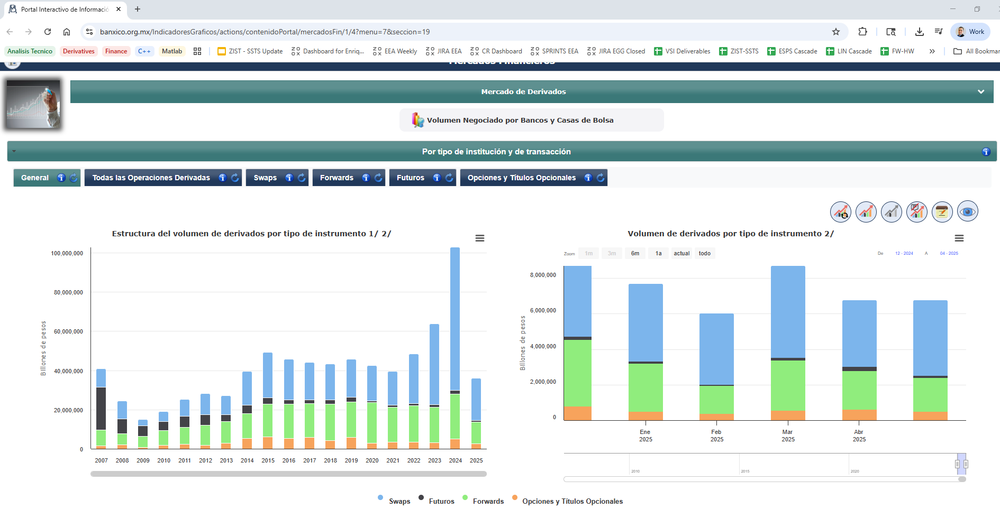 Portal Interactivo de Informació
banxico.org.mx/IndicadoresGraficos/actions/contenidoPortal/mercadosFin/1/4?menu=7&seccion=19
Work
Analisis Tecnico
Derivatives
Finance
C++
Matlab
ZIST - SSTS Update
Dashboard for Enriq...
EEA Weekly
JIRA EEA
CR Dashboard
SPRINTS EEA
JIRA EGG Closed
VSI Deliverables
ZIST-SSTS
ESPS Cascade
LIN Cascade
FW-HW
All Bookmar
Mercados Financieros
Mercado de Derivados
Volumen Negociado por Bancos y Casas de Bolsa
Por tipo de institución y de transacción
General
Todas las Operaciones Derivadas
Swaps
Forwards
Futuros
Opciones y Títulos Opcionales
Estructura del volumen de derivados por tipo de instrumento 1/ 2/
Billones de pesos
100,000,000
80,000,000
60,000,000
40,000,000
20,000,000
0
2007 2008 2009 2010 2011 2012 2013 2014 2015 2016 2017 2018 2019 2020 2021 2022 2023 2024 2025
Volumen de derivados por tipo de instrumento 2/
Zoom 1m 3m 6m 1a actual todo
De 12 - 2024 A 04 - 2025
Billones de pesos
8,000,000
6,000,000
4,000,000
2,000,000
0
Ene Feb Mar Abr
2025 2025 2025 2025
2010 2015 2020
Swaps Futuros Forwards Opciones y Títulos Opcionales